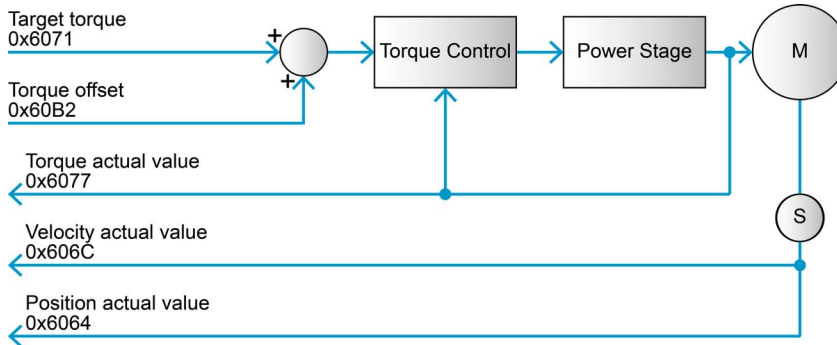 Target torque
0x6071
+
+
Torque Control
Power Stage
M
Torque offset
0x60B2
Torque actual value
0x6077
S
Velocity actual value
0x606C
Position actual value
0x6064